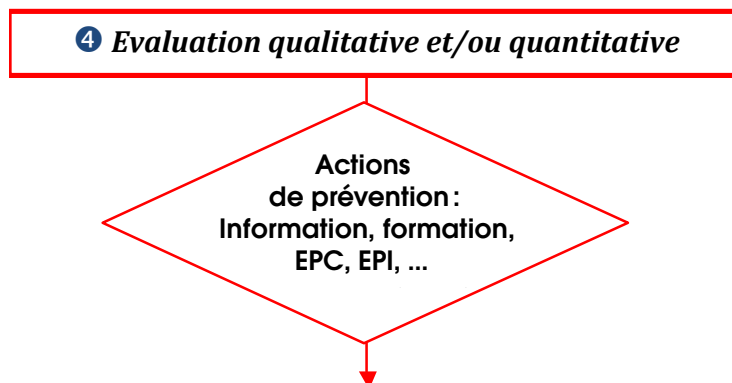 ❹ Evaluation qualitative et/ou quantitative
Actions
de prévention :
Information, formation,
EPC, EPI, ...